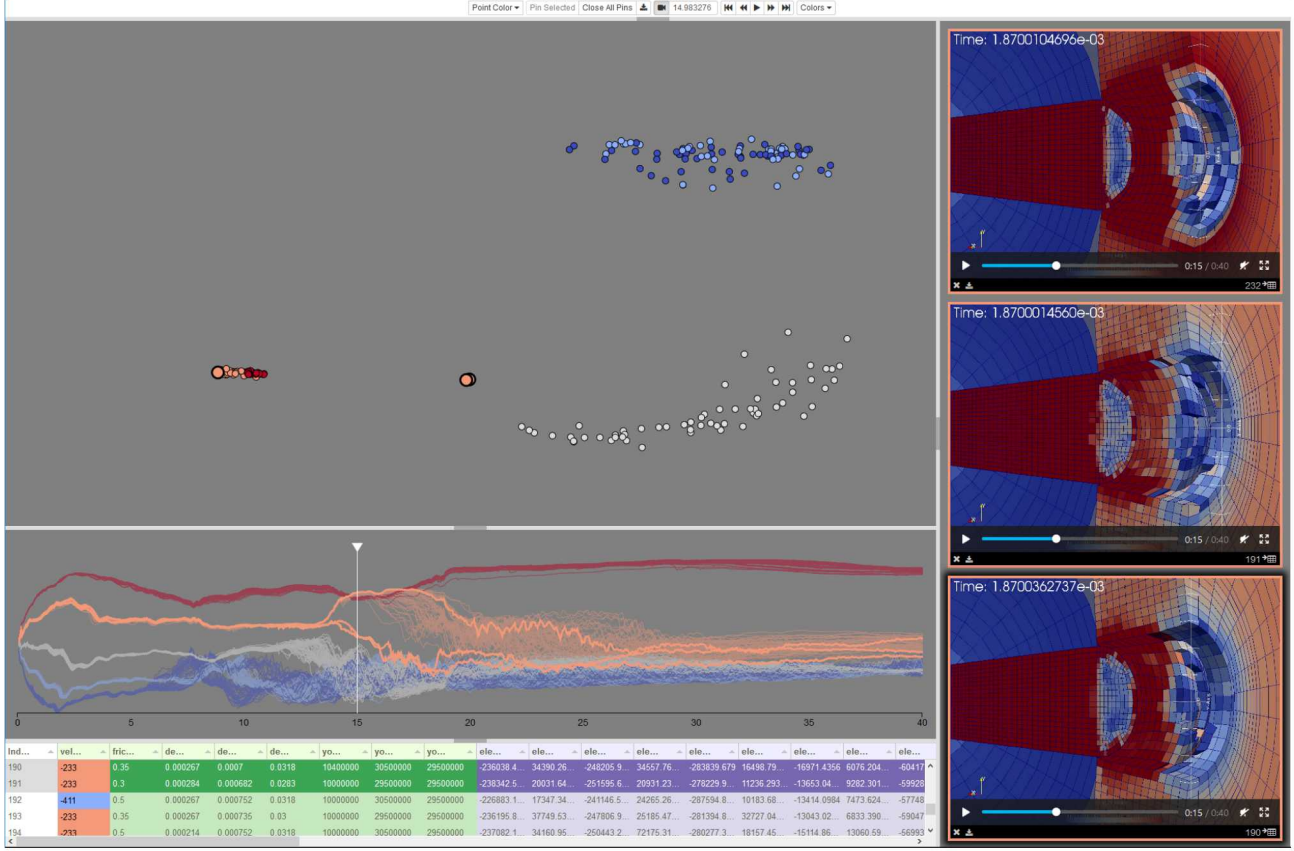 Point Color Pin Selected Close All Pins 14.983276 Colors
Time: 1.8700104696e-03
0:15 / 0:40
232
Time: 1.8700014560e-03
0:15 / 0:40
191
Time: 1.8700362737e-03
0:15 / 0:40
190
0 5 10 15 20 25 30 35 40
Ind... vel... fric... de... de... de... yo... yo... yo... ele... ele... ele... ele... ele... ele... ele... ele... ele...
190 -233 0.35 0.000267 0.0007 0.0318 10400000 30500000 29500000 -236038.4... 34390.26... -248205.9... 34557.76... -283839.679 16498.79... -16971.4356 6076.204... -60417
191 -233 0.3 0.000284 0.000682 0.0283 10000000 30500000 29500000 -238342.5... 20031.64... -251595.6... 20931.23... -278229.9... 11236.293... -13653.04... 9282.301... -59928
192 -411 0.5 0.000267 0.000752 0.0318 10000000 30500000 29500000 -226883.1... 17347.34... -241146.5... 24265.26... -287594.8... 10183.68... -13414.0984 7473.624... -57748
193 -233 0.35 0.000267 0.000735 0.03 10000000 29500000 29500000 -236195.8... 37749.53... -247806.9... 25185.47... -281394.8... 32727.04... -13043.02... 6833.390... -59047
194 -233 0.5 0.000214 0.000752 0.0318 10000000 30500000 29500000 -237082.1... 34160.95... -250443.2... 72175.31... -280277.3... 18157.45... -15114.86... 13060.59... -56993